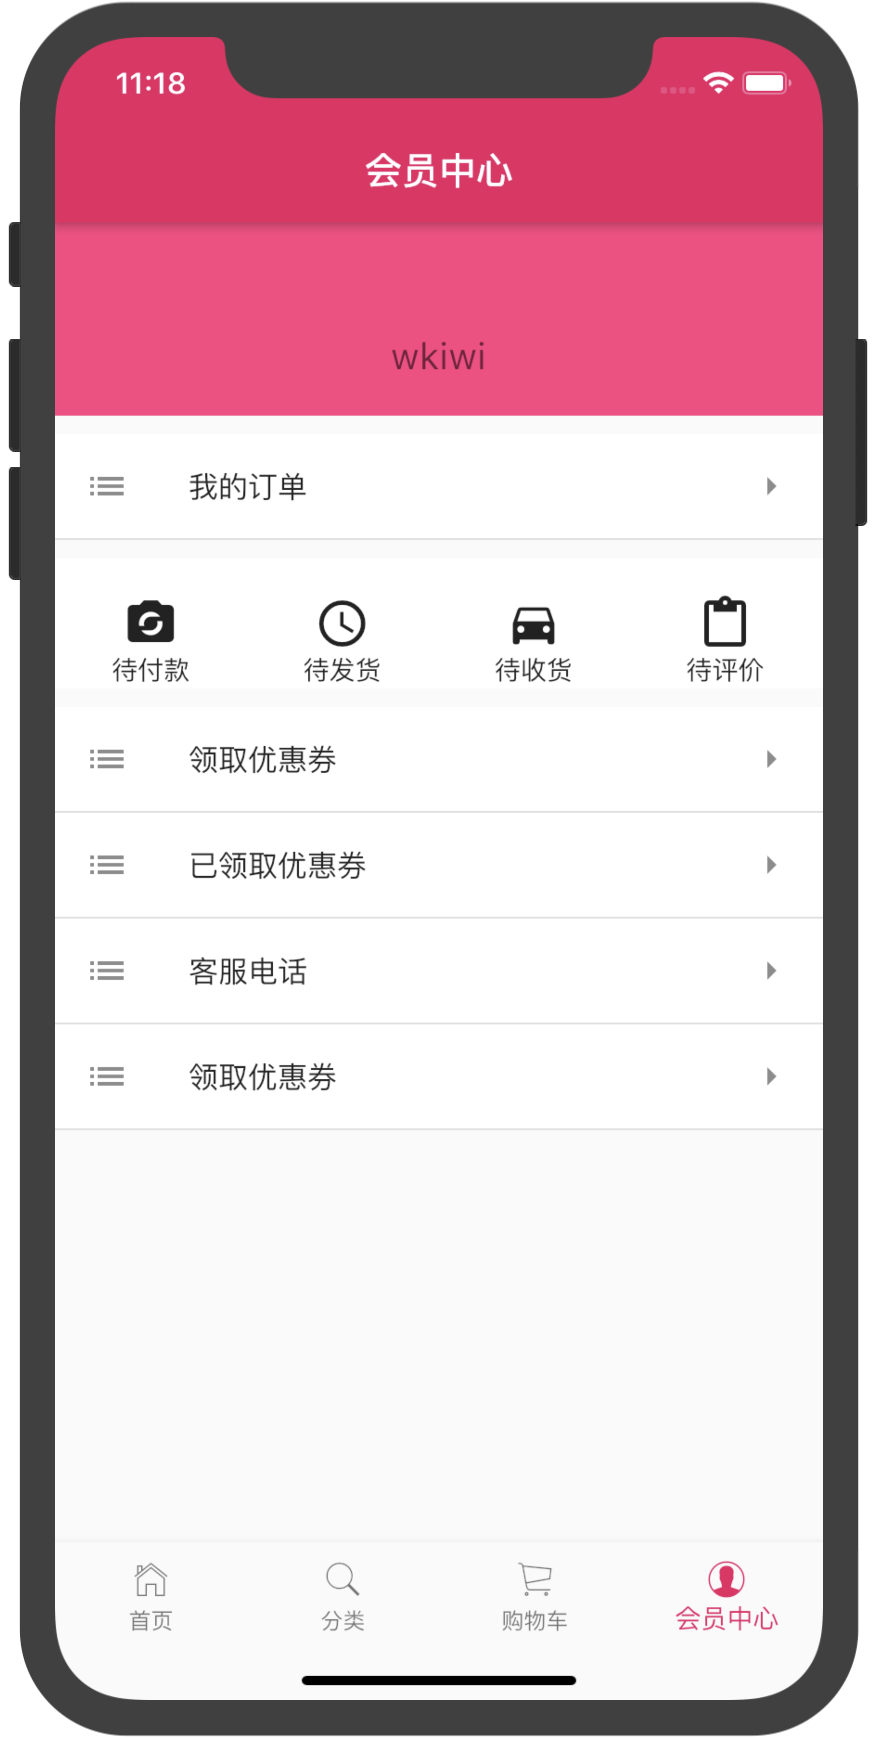 11:18
会员中心
wkiwi
我的订单
待付款 待发货 待收货 待评价
领取优惠券
已领取优惠券
客服电话
领取优惠券
首页 分类 购物车 会员中心